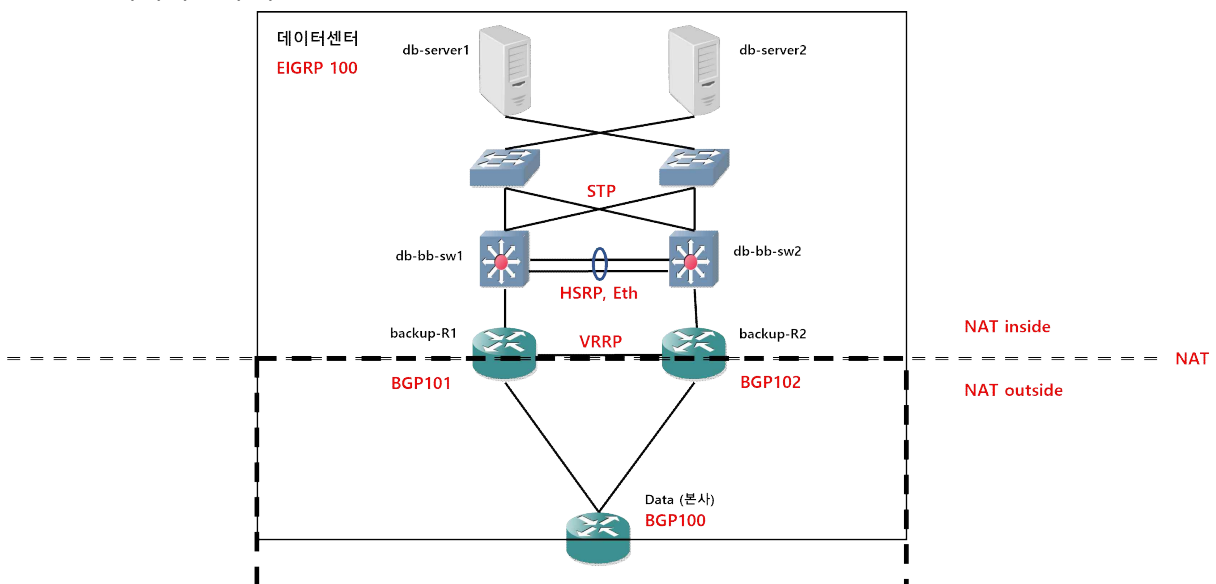 데이터센터
EIGRP 100
db-server1
db-server2
STP
db-bb-sw1
db-bb-sw2
HSRP, Eth
backup-R1
VRRP
backup-R2
NAT inside
NAT
BGP101
BGP102
NAT outside
Data (본사)
BGP100